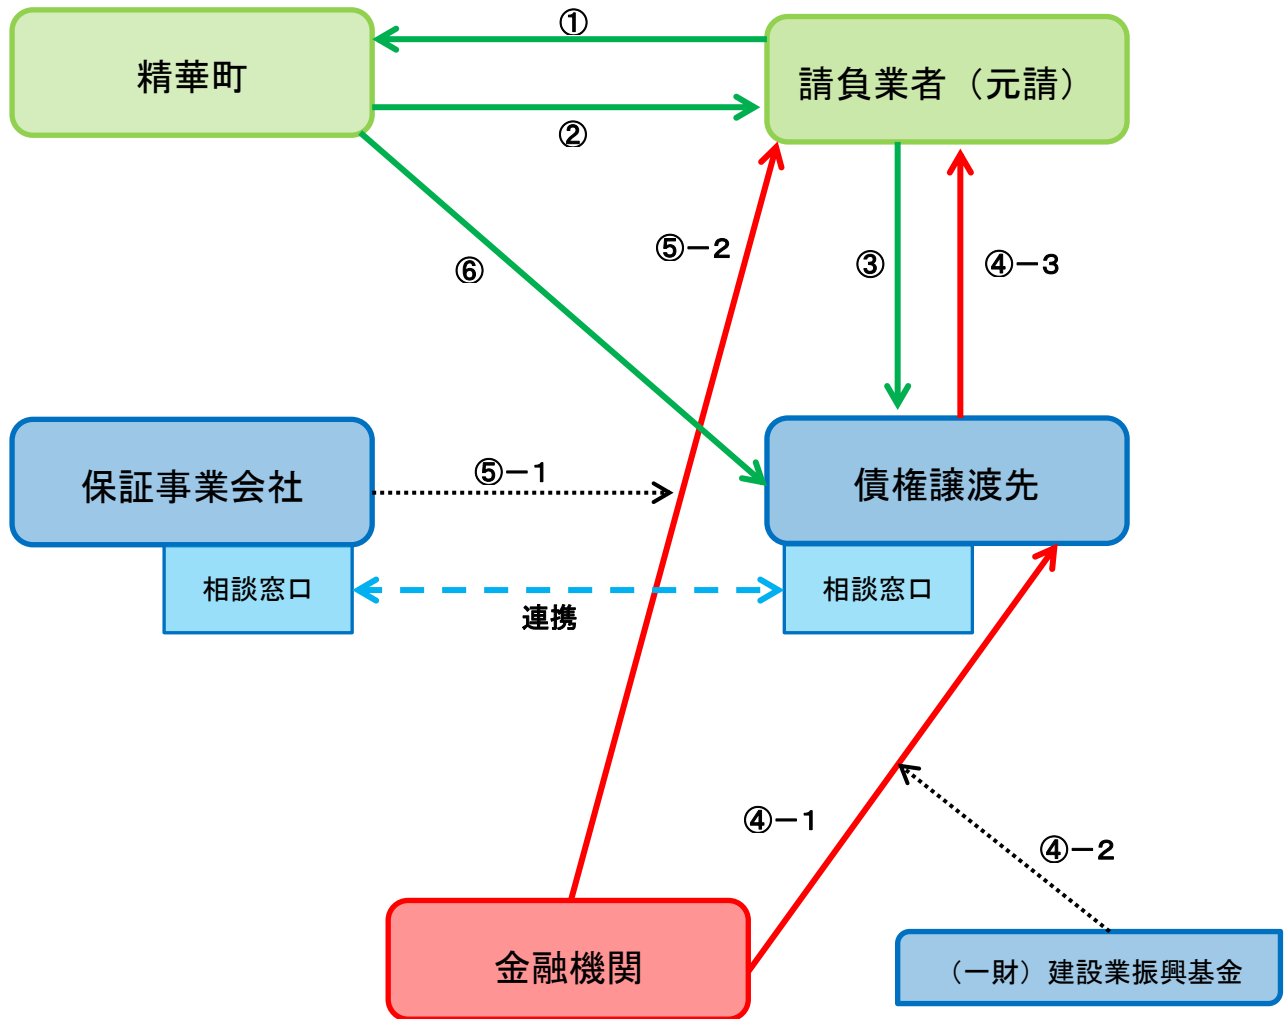 ①
精華町
請負業者（元請）
②
⑤－2
③
④－3
⑥
⑤－1
保証事業会社
債権譲渡先
相談窓口
相談窓口
連携
④－1
④－2
金融機関
（一財）建設業振興基金